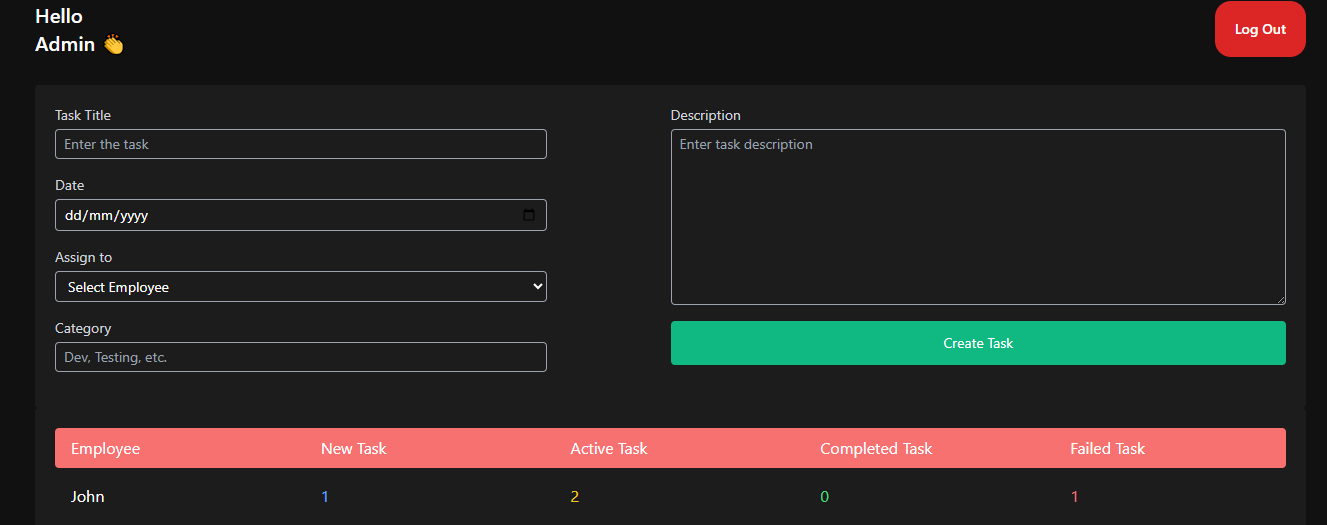 Hello
Admin 👏
Log Out
Task Title
Enter the task
Date
dd/mm/yyyy
Assign to
Select Employee
Category
Dev, Testing, etc.
Description
Enter task description
Create Task
Employee New Task Active Task Completed Task Failed Task
John 1 2 0 1